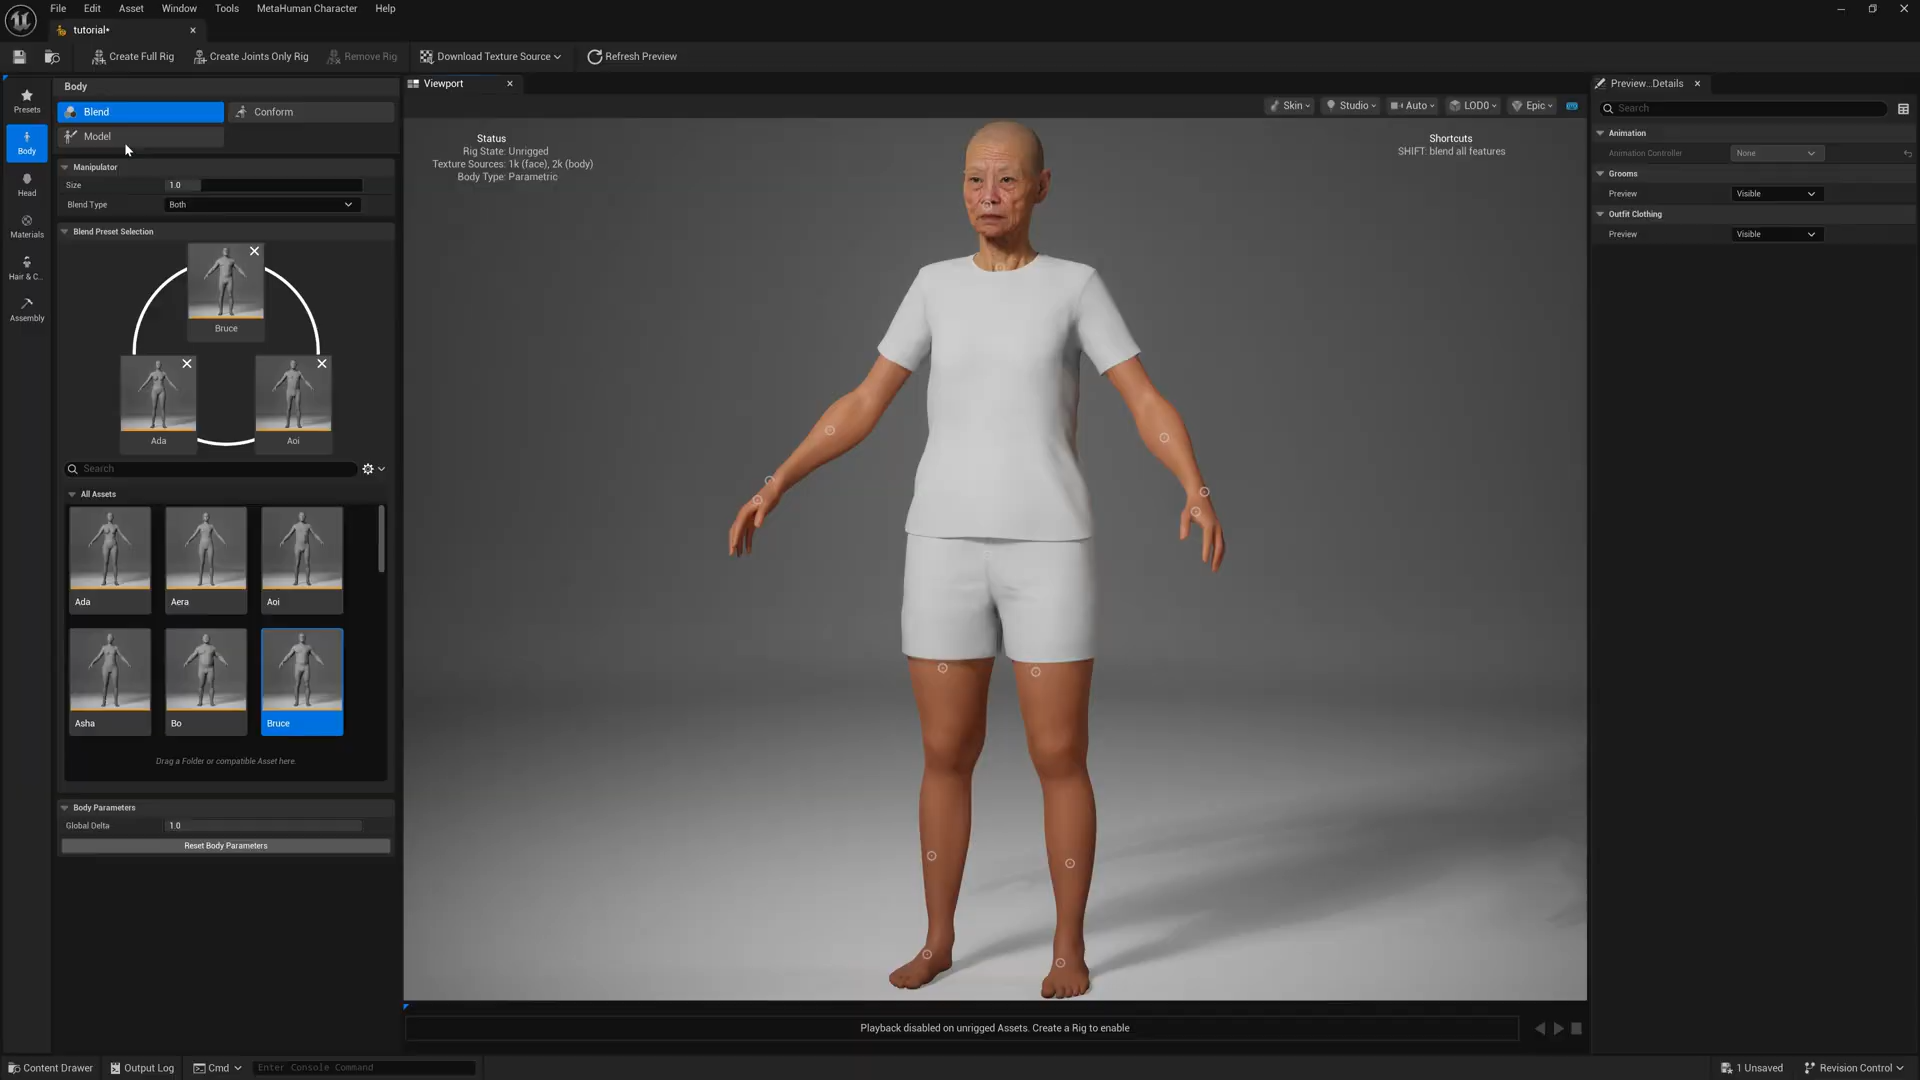 File Edit Asset Window Tools MetaHuman Character Help
tutorial*
Create Full Rig Create Joints Only Rig Remove Rig Download Texture Source Refresh Preview
Presets
Body
Head
Materials
Hair & C..
Assembly
Body
Blend Conform
Model
Manipulator
Size 1.0
Blend Type Both
Blend Preset Selection
Bruce
Ada Aoi
Search
All Assets
Ada Aera Aoi
Asha Bo Bruce
Drag a Folder or compatible Asset here.
Body Parameters
Global Delta 1.0
Reset Body Parameters
Viewport
Skin Studio Auto LOD0 Epic
Status
Rig State: Unrigged
Texture Sources: 1k (face), 2k (body)
Body Type: Parametric
Shortcuts
SHIFT: blend all features
Playback disabled on unrigged Assets. Create a Rig to enable
Preview...Details
Search
Animation
Animation Controller None
Grooms
Preview Visible
Outfit Clothing
Preview Visible
Content Drawer Output Log Cmd Enter Console Command 1 Unsaved Revision Control